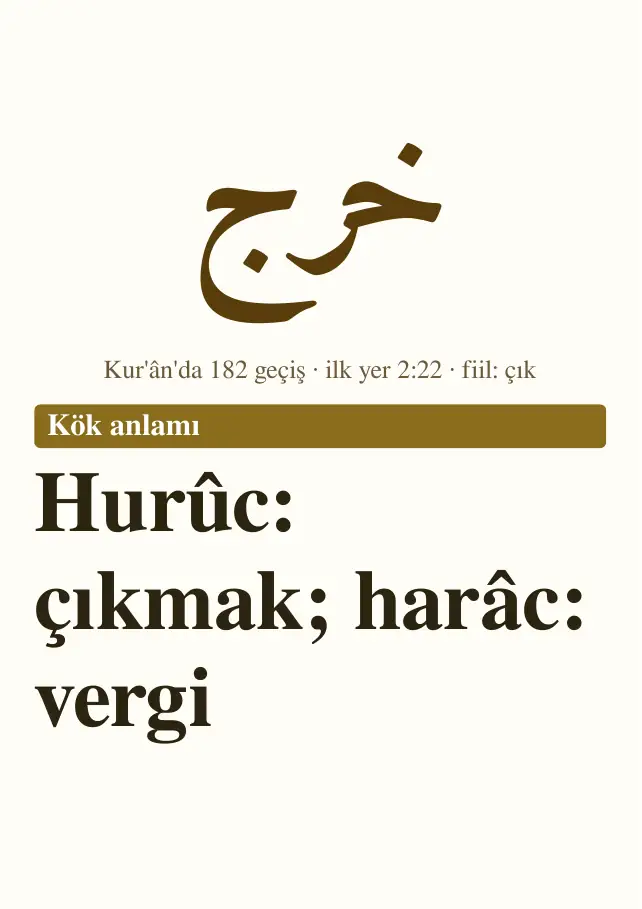 خرج
Kur'ân'da 182 geçiş · ilk yer 2:22 · fiil: çık
Kök anlamı
Hurûc:
çıkmak; harâc:
vergi